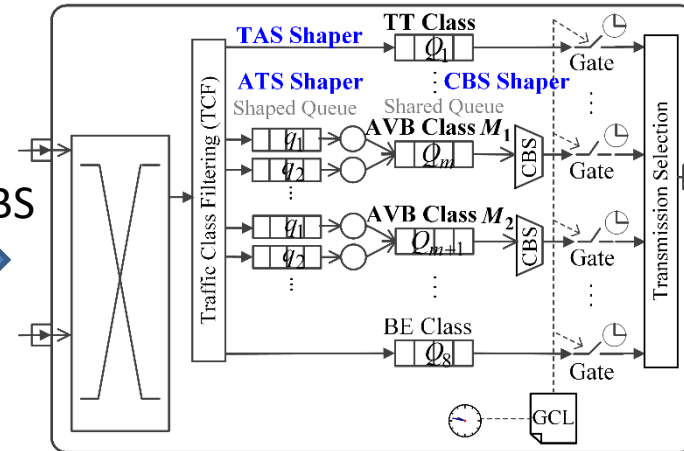 TT Class
TAS Shaper
Q1
Gate
ATS Shaper
CBS Shaper
Shaped Queue
Shared Queue
Traffic Class Filtering (TCF)
q1
AVB Class M1
Qm
CBS
Gate
q2
BS
q1
AVB Class M2
Qm+1
CBS
Gate
q2
Transmission Selection
BE Class
Q8
Gate
GCL